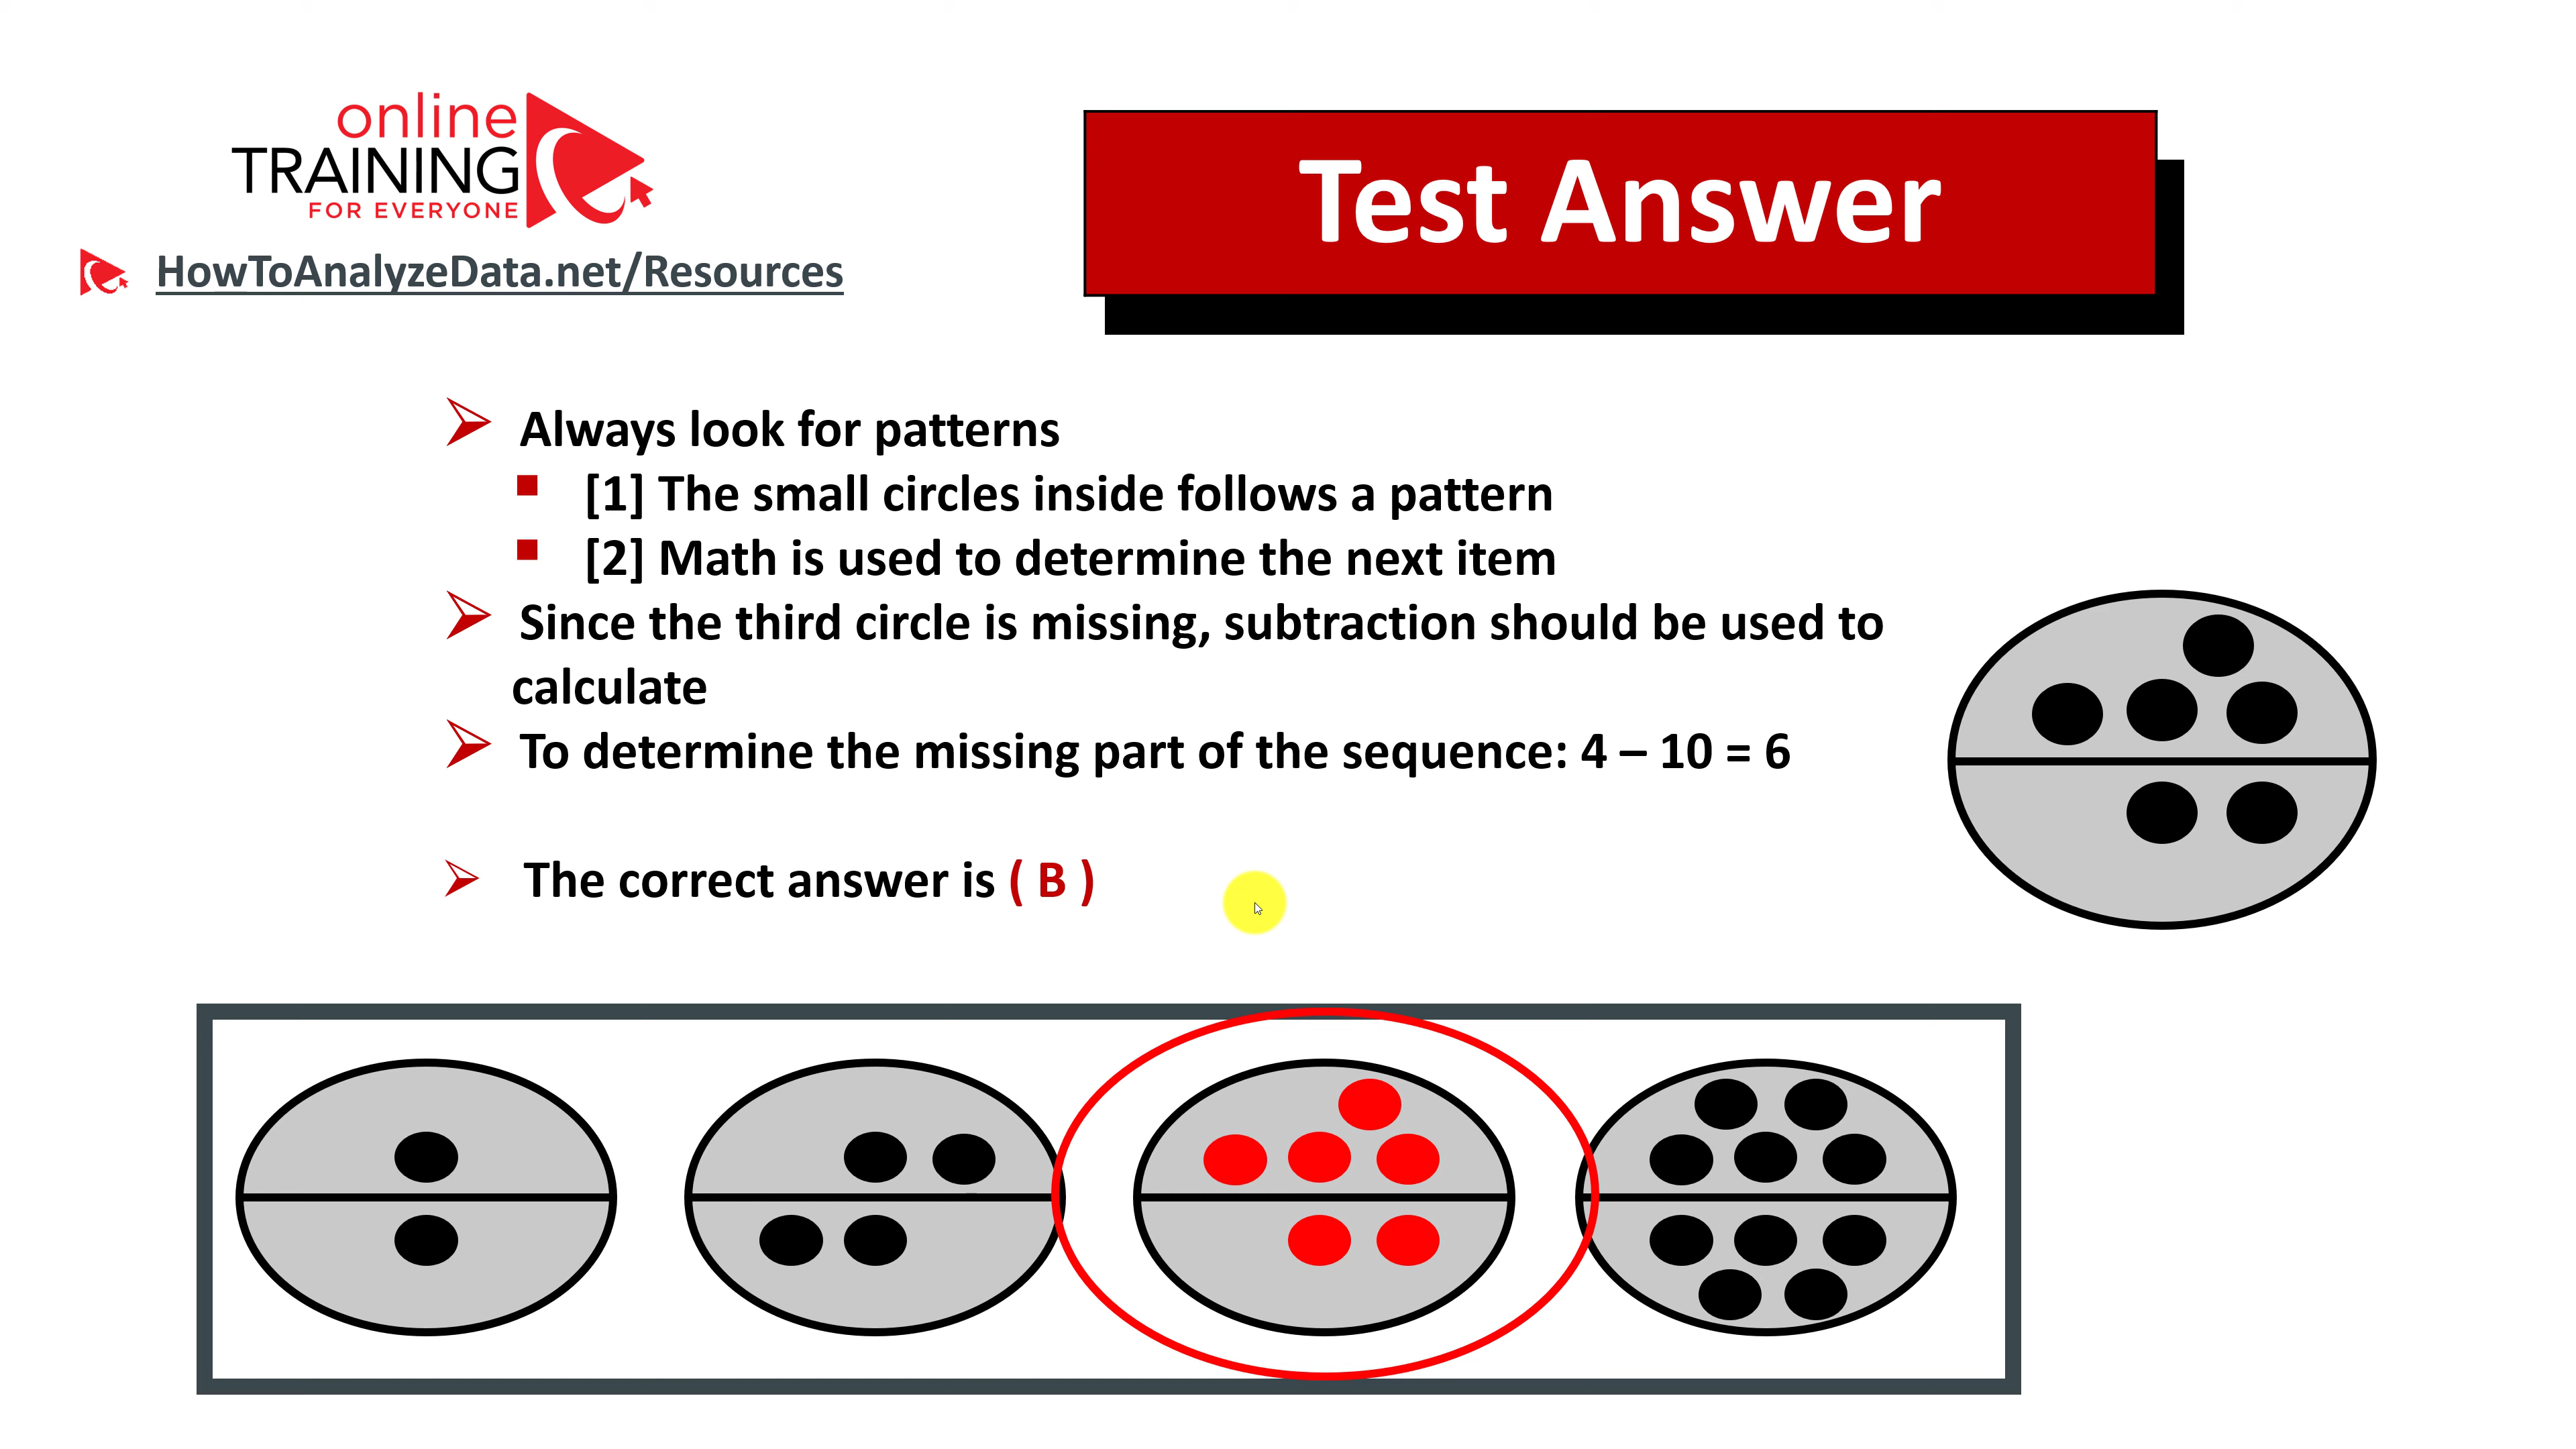 online
TRAINING
FOR EVERYONE
HowToAnalyzeData.net/Resources
Test Answer
Always look for patterns
[1] The small circles inside follows a pattern
[2] Math is used to determine the next item
Since the third circle is missing, subtraction should be used to
calculate
To determine the missing part of the sequence: 4 – 10 = 6
The correct answer is ( B )